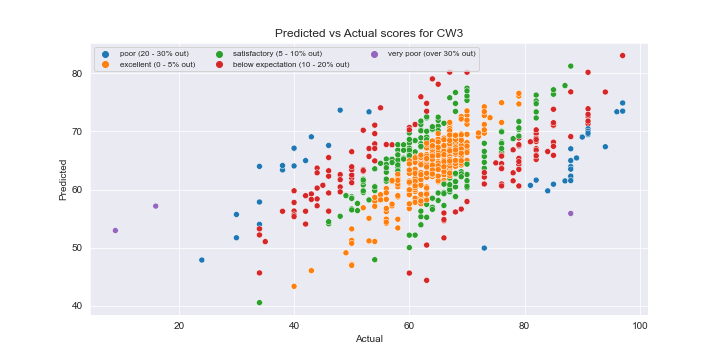 Predicted vs Actual scores for CW3
poor (20 - 30% out) satisfactory (5 - 10% out) very poor (over 30% out)
excellent (0 - 5% out) below expectation (10 - 20% out)
80
70
60
50
40
Predicted
20 40 60 80 100
Actual